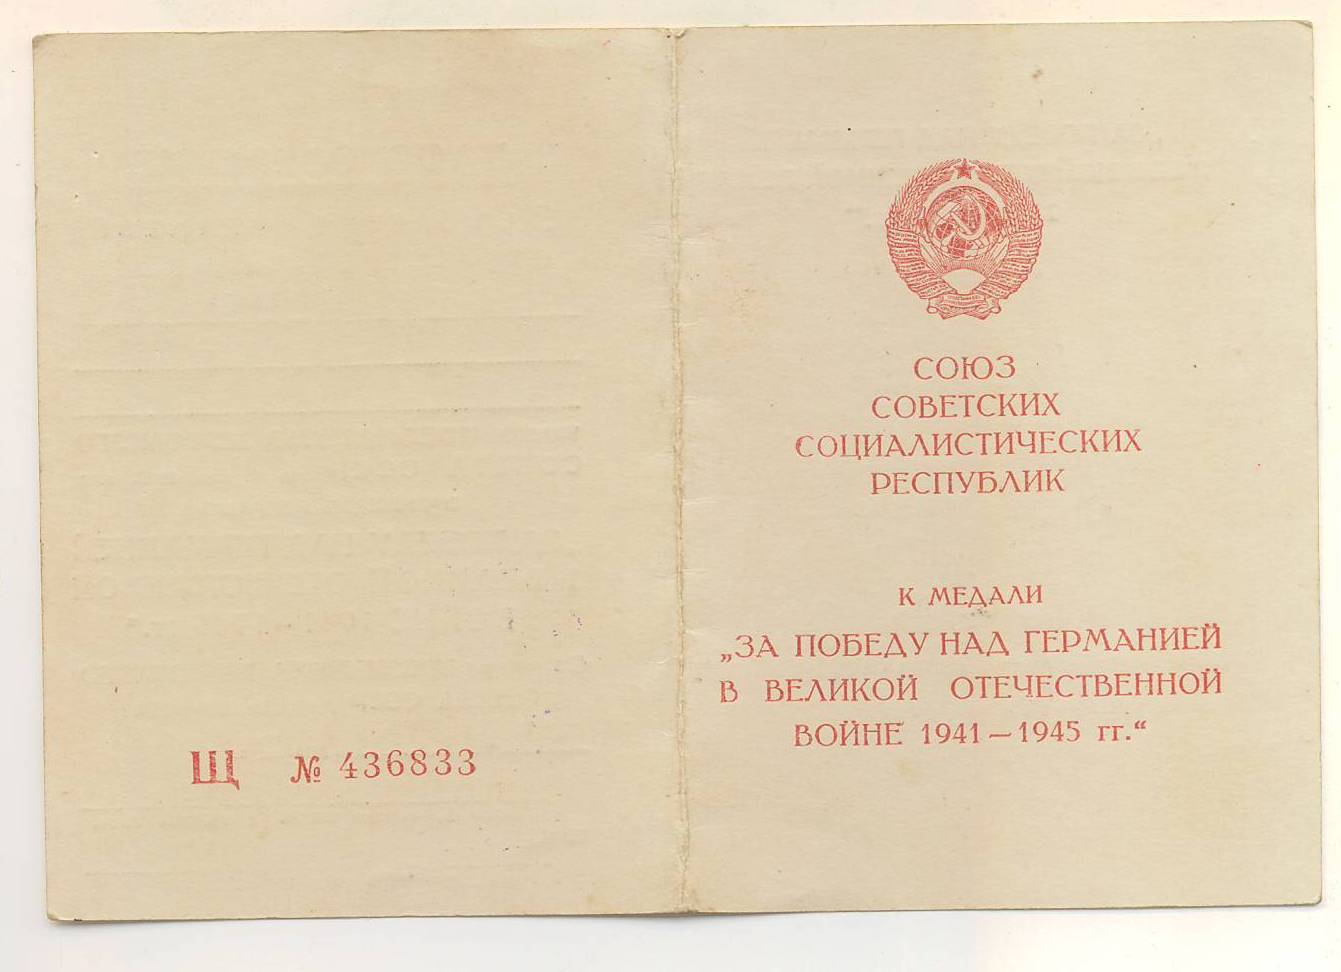 Щ № 436833
СОЮЗ
СОВЕТСКИХ
СОЦИАЛИСТИЧЕСКИХ
РЕСПУБЛИК
К МЕДАЛИ
„ЗА ПОБЕДУ НАД ГЕРМАНИЕЙ
В ВЕЛИКОЙ ОТЕЧЕСТВЕННОЙ
ВОЙНЕ 1941 — 1945 гг.“